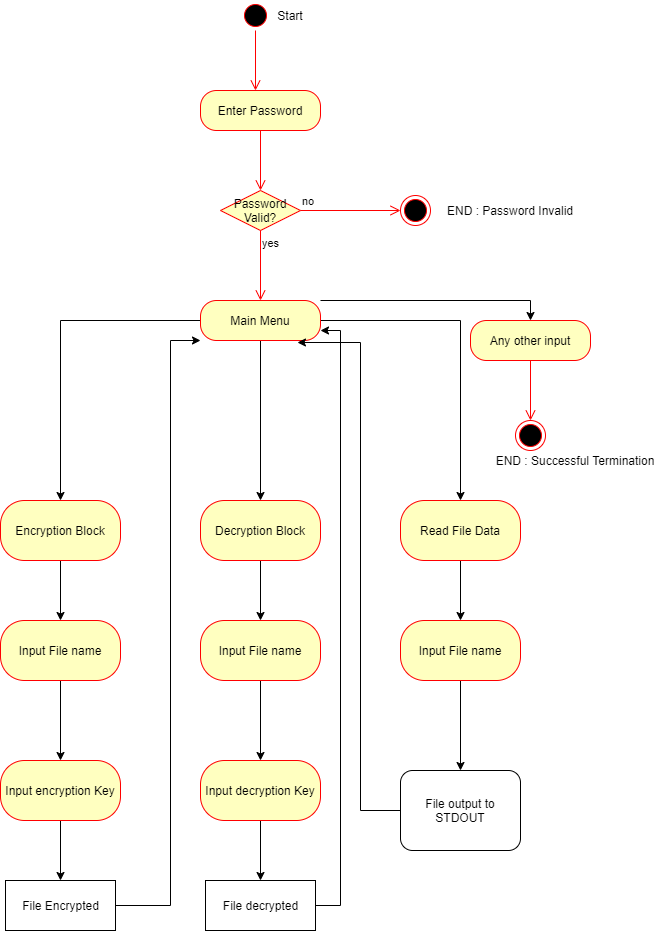 Start
Enter Password
Password
Valid?
no
END : Password Invalid
yes
Main Menu
Any other input
END : Successful Termination
Encryption Block
Decryption Block
Read File Data
Input File name
Input File name
Input File name
Input encryption Key
Input decryption Key
File output to
STDOUT
File Encrypted
File decrypted